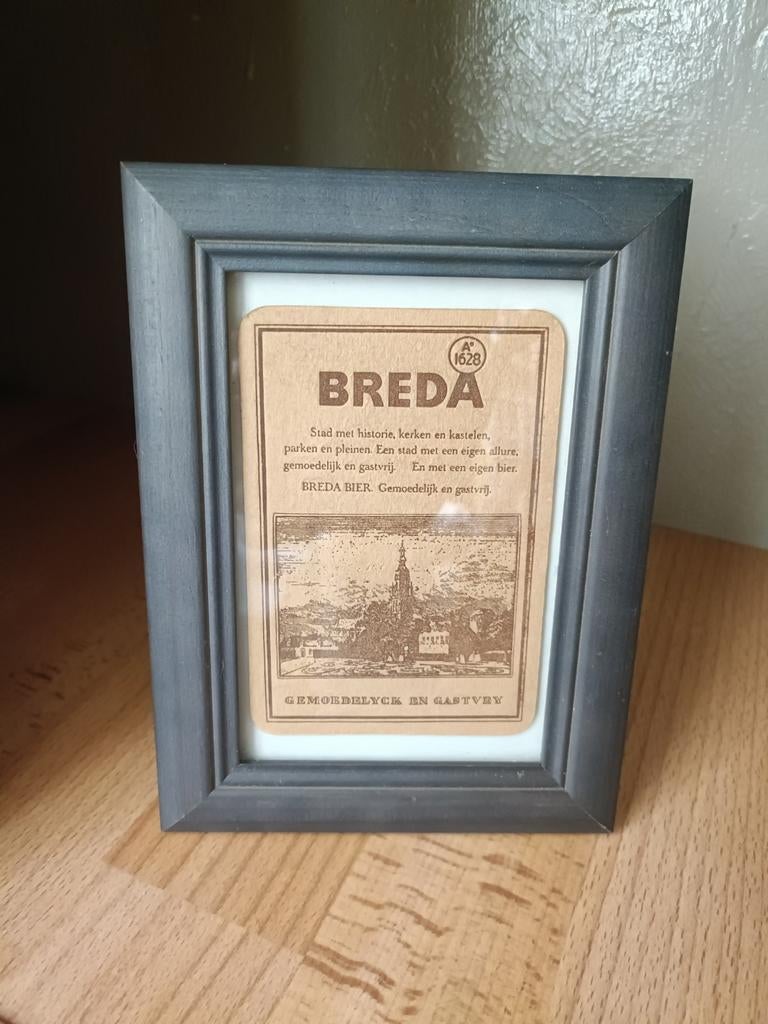 A° 1628
BREDA
Stad met historie, kerken en kastelen,
parken en pleinen. Een stad met een eigen allure,
gemoedelijk en gastvrij. En met een eigen bier.
BREDA BIER. Gemoedelijk en gastvrij.
GEMOEDELYCK EN GASTVRY